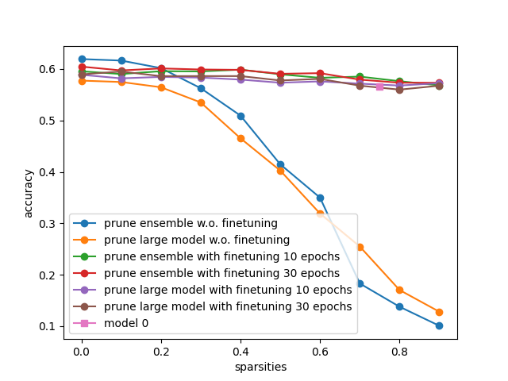 accuracy
0.6
0.5
0.4
0.3
0.2
0.1
prune ensemble w.o. finetuning
prune large model w.o. finetuning
prune ensemble with finetuning 10 epochs
prune ensemble with finetuning 30 epochs
prune large model with finetuning 10 epochs
prune large model with finetuning 30 epochs
model 0
0.0 0.2 0.4 0.6 0.8
sparsities